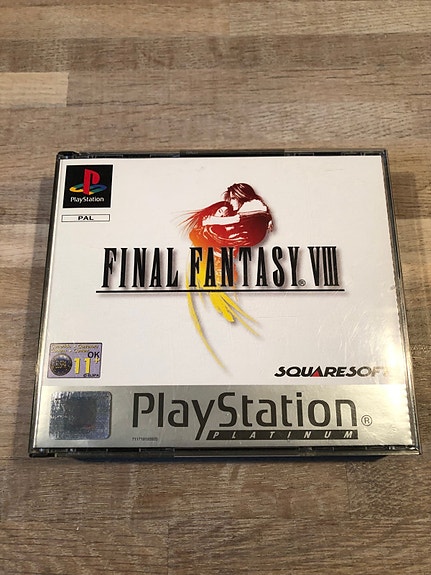 PlayStation
PAL
FINAL FANTASY® VIII
OK
11+
SQUARESOFT
PlayStation®
PLATINUM